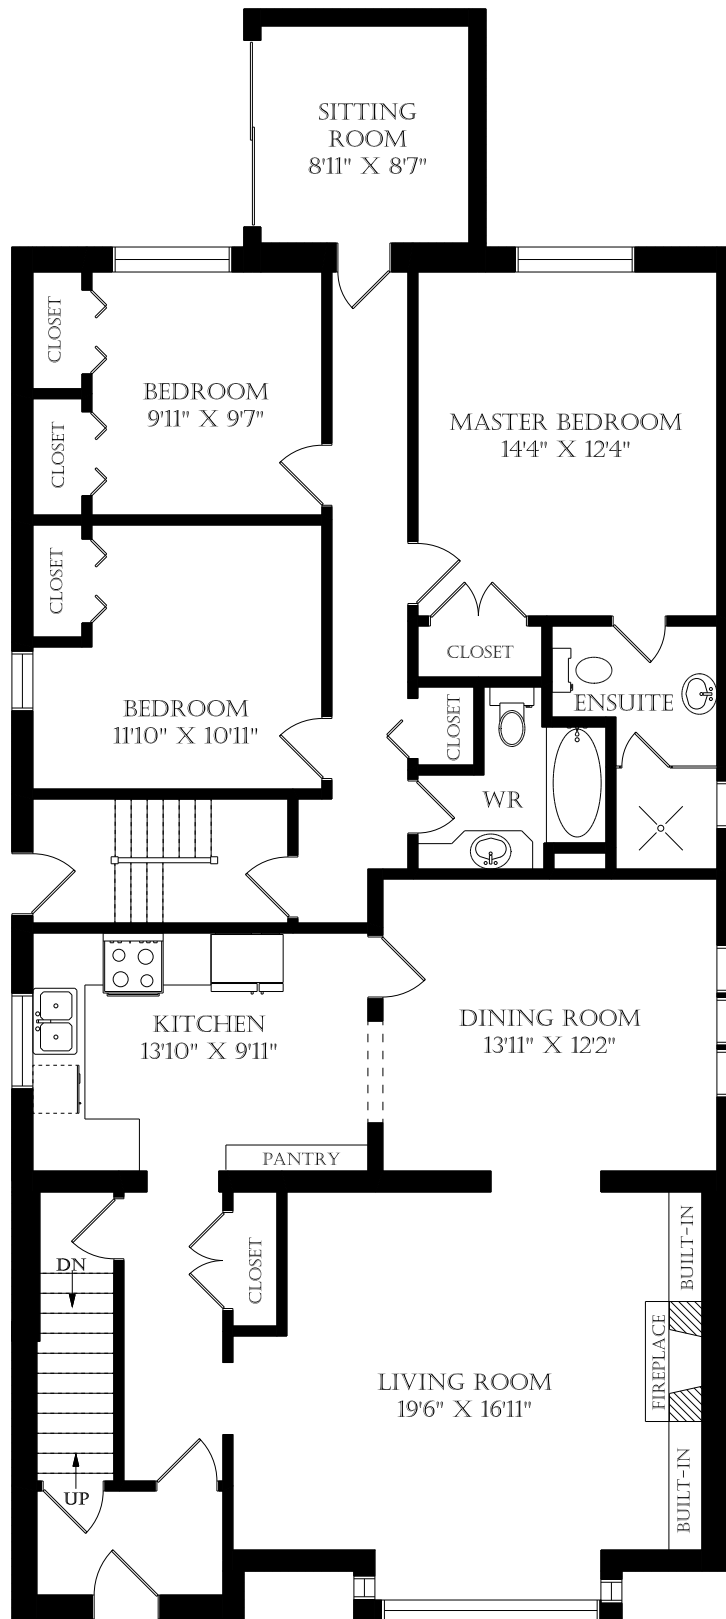 SITTING
ROOM
8'11" X 8'7"
CLOSET
BEDROOM
9'11" X 9'7"
CLOSET
MASTER BEDROOM
14'4" X 12'4"
CLOSET
CLOSET
ENSUITE
BEDROOM
11'10" X 10'11"
CLOSET
WR
KITCHEN
13'10" X 9'11"
DINING ROOM
13'11" X 12'2"
PANTRY
DN
CLOSET
BUILT-IN
FIREPLACE
LIVING ROOM
19'6" X 16'11"
BUILT-IN
UP